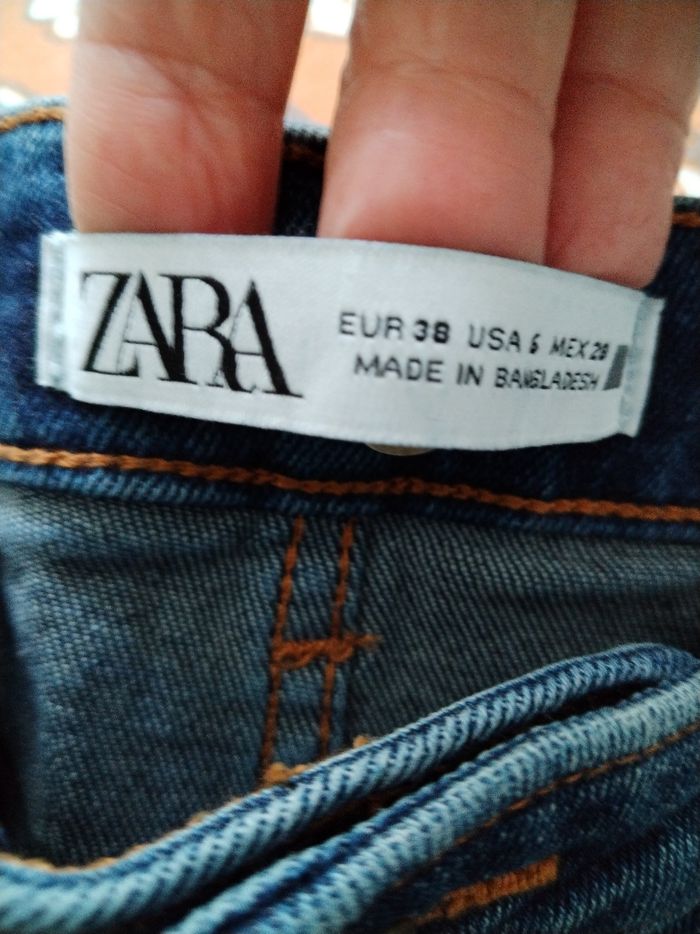 ZARA
EUR 38 USA 6 MEX 28
MADE IN BANGLADESH